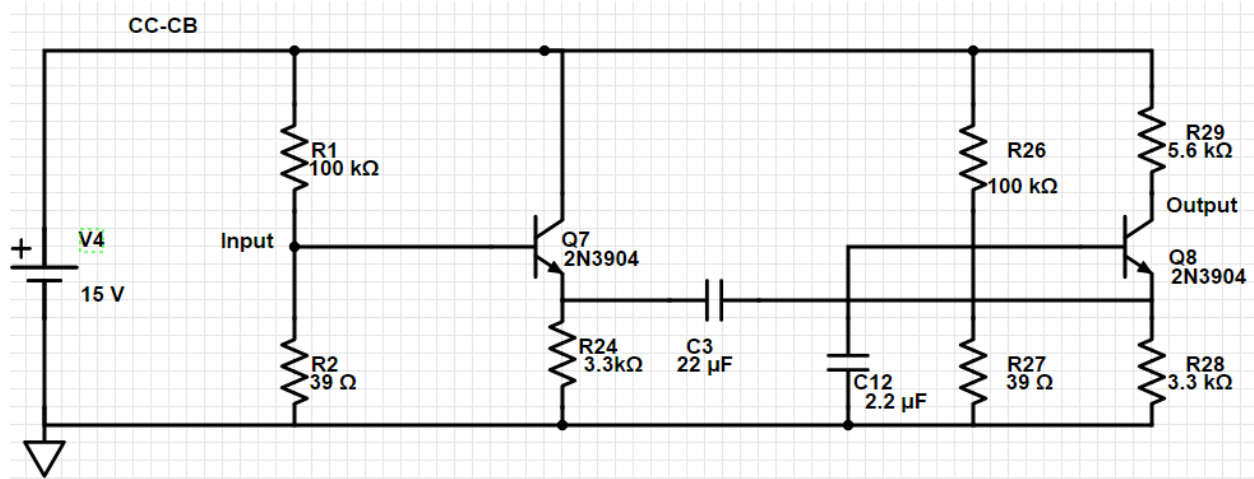 CC-CB
R1
100 kΩ
R26
100 kΩ
R29
5.6 kΩ
Output
Input
V4
+
15 V
Q7
2N3904
Q8
2N3904
R2
39 Ω
R24
3.3kΩ
C3
22 µF
C12
2.2 µF
R27
39 Ω
R28
3.3 kΩ